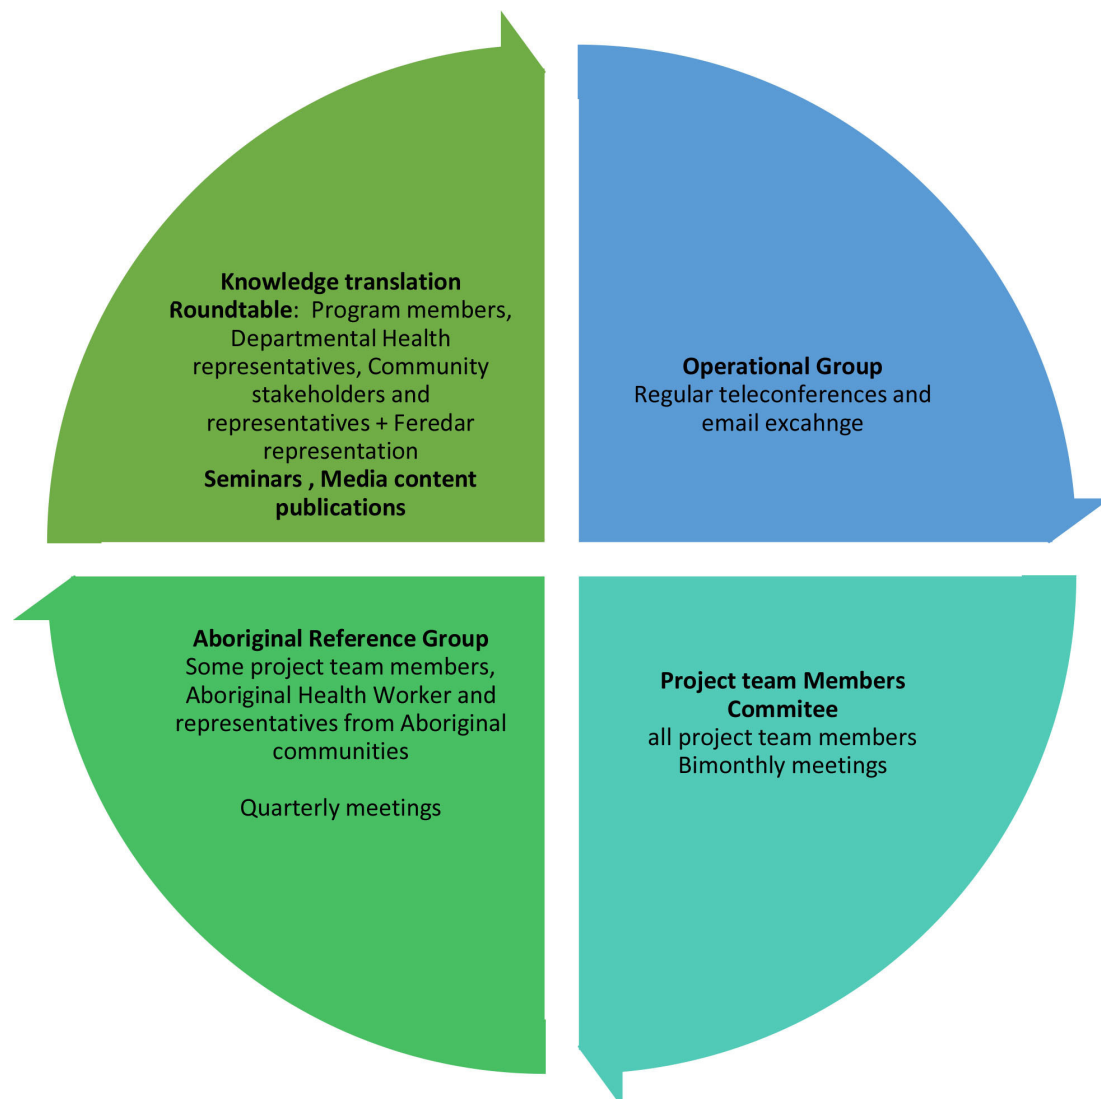 Knowledge translation
Roundtable:  Program members,
Departmental Health
representatives, Community
stakeholders and
representatives + Feredar
representation
Seminars , Media content
publications
Operational Group
Regular teleconferences and
email excahnge
Aboriginal Reference Group
Some project team members,
Aboriginal Health Worker and
representatives from Aboriginal
communities
Quarterly meetings
Project team Members
Commitee
all project team members
Bimonthly meetings